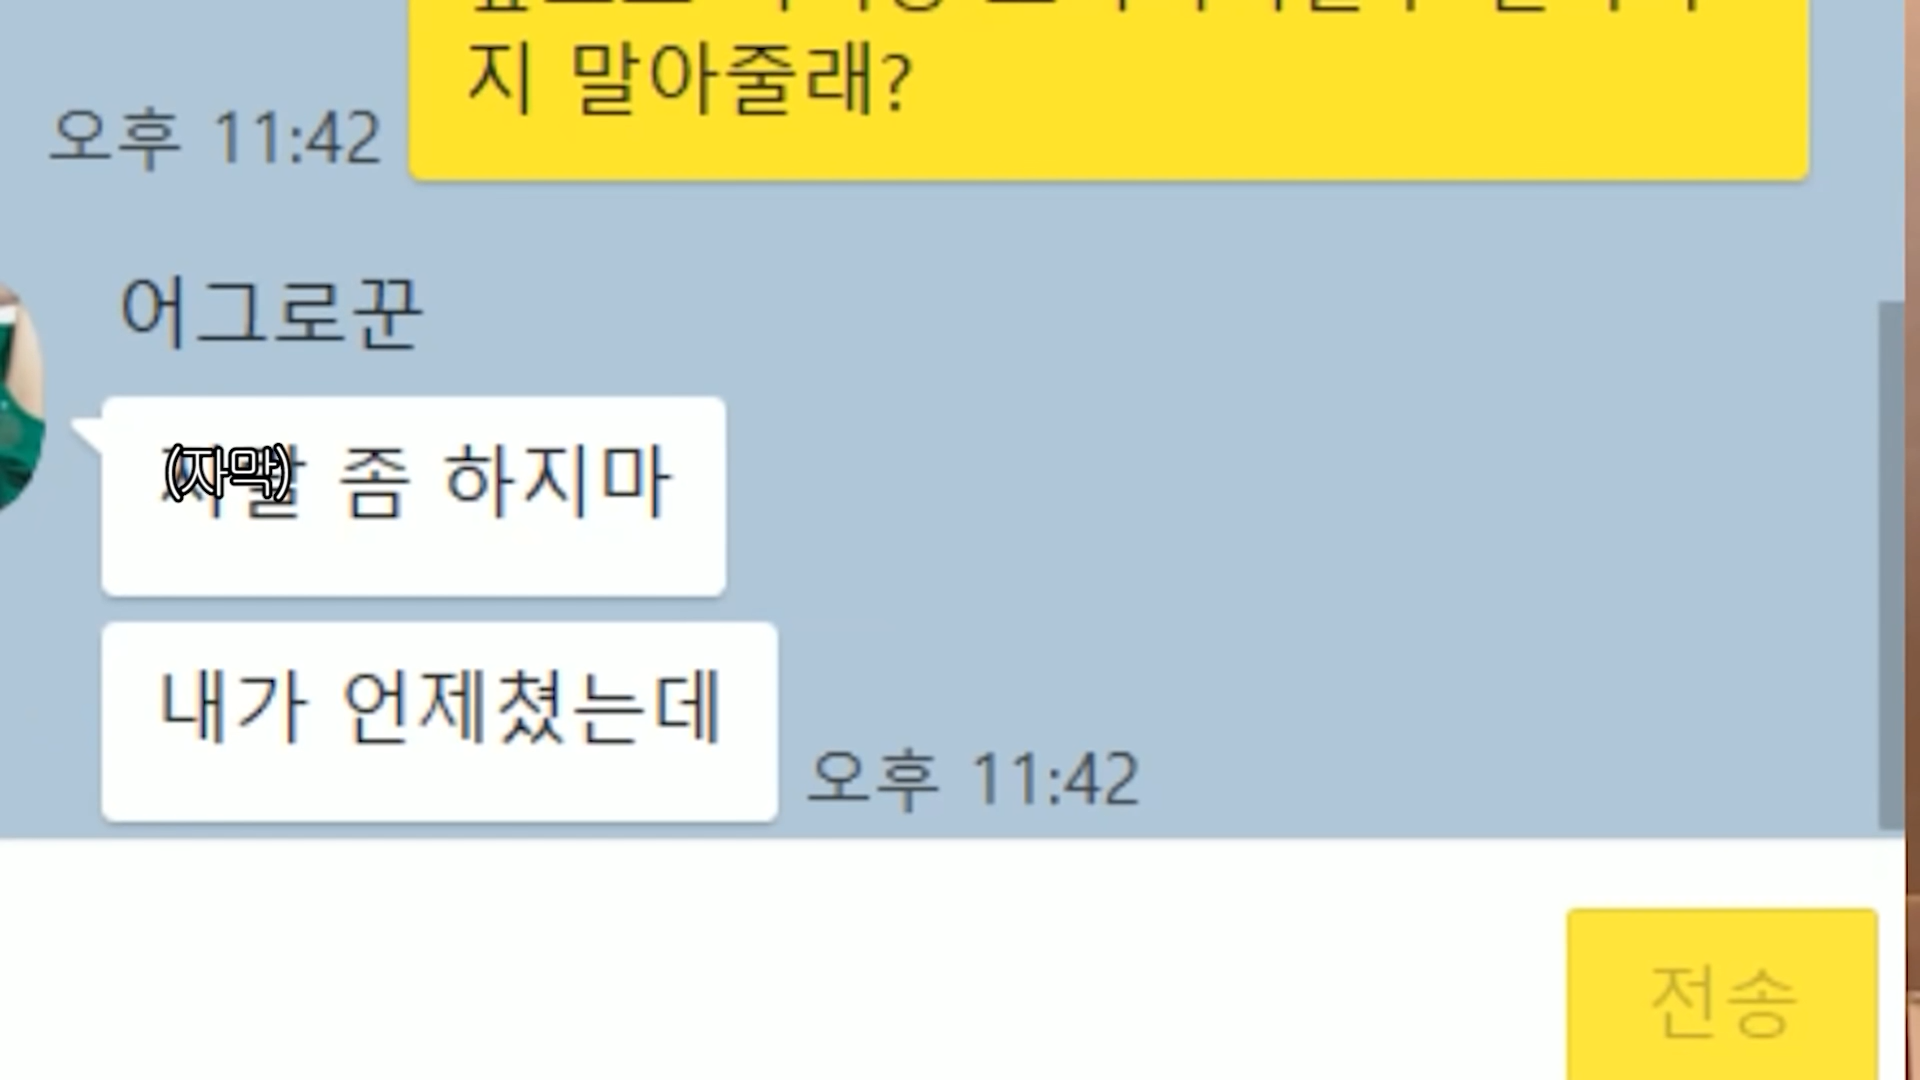 지 말아줄래?
오후 11:42
어그로꾼
(자막) 좀 하지마
내가 언제쳤는데
오후 11:42
전송